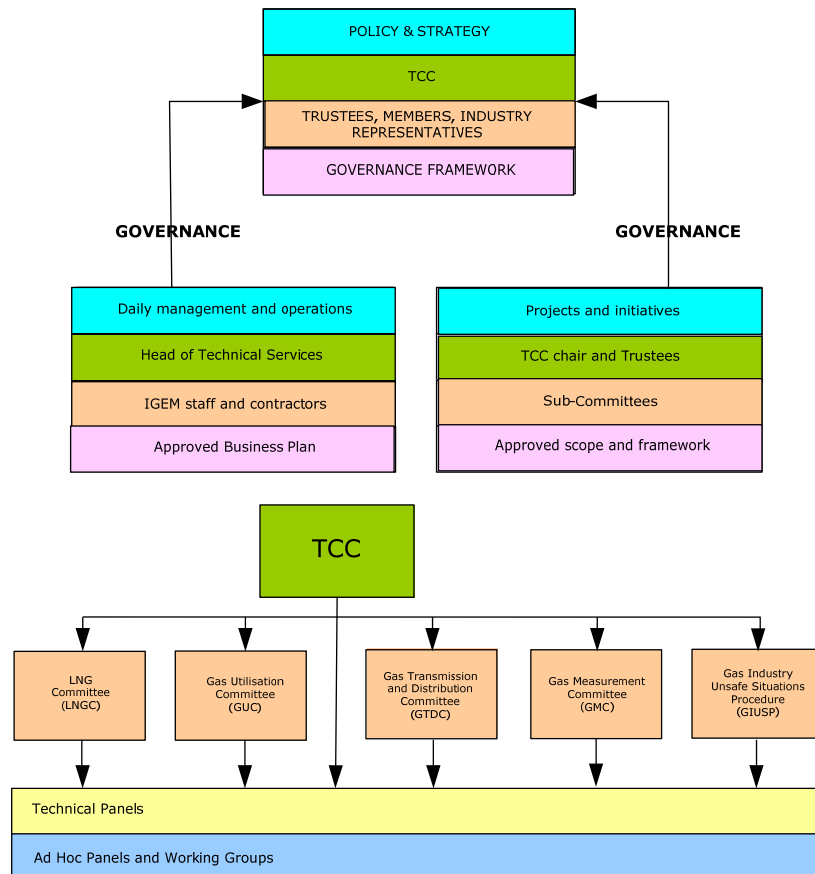 POLICY & STRATEGY
TCC
TRUSTEES, MEMBERS, INDUSTRY
REPRESENTATIVES
GOVERNANCE FRAMEWORK
GOVERNANCE
GOVERNANCE
Daily management and operations
Head of Technical Services
IGEM staff and contractors
Approved Business Plan
Projects and initiatives
TCC chair and Trustees
Sub-Committees
Approved scope and framework
TCC
LNG
Committee
(LNGC)
Gas Utilisation
Committee
(GUC)
Gas Transmission
and Distribution
Committee
(GTDC)
Gas Measurement
Committee
(GMC)
Gas Industry
Unsafe Situations
Procedure
(GIUSP)
Technical Panels
Ad Hoc Panels and Working Groups